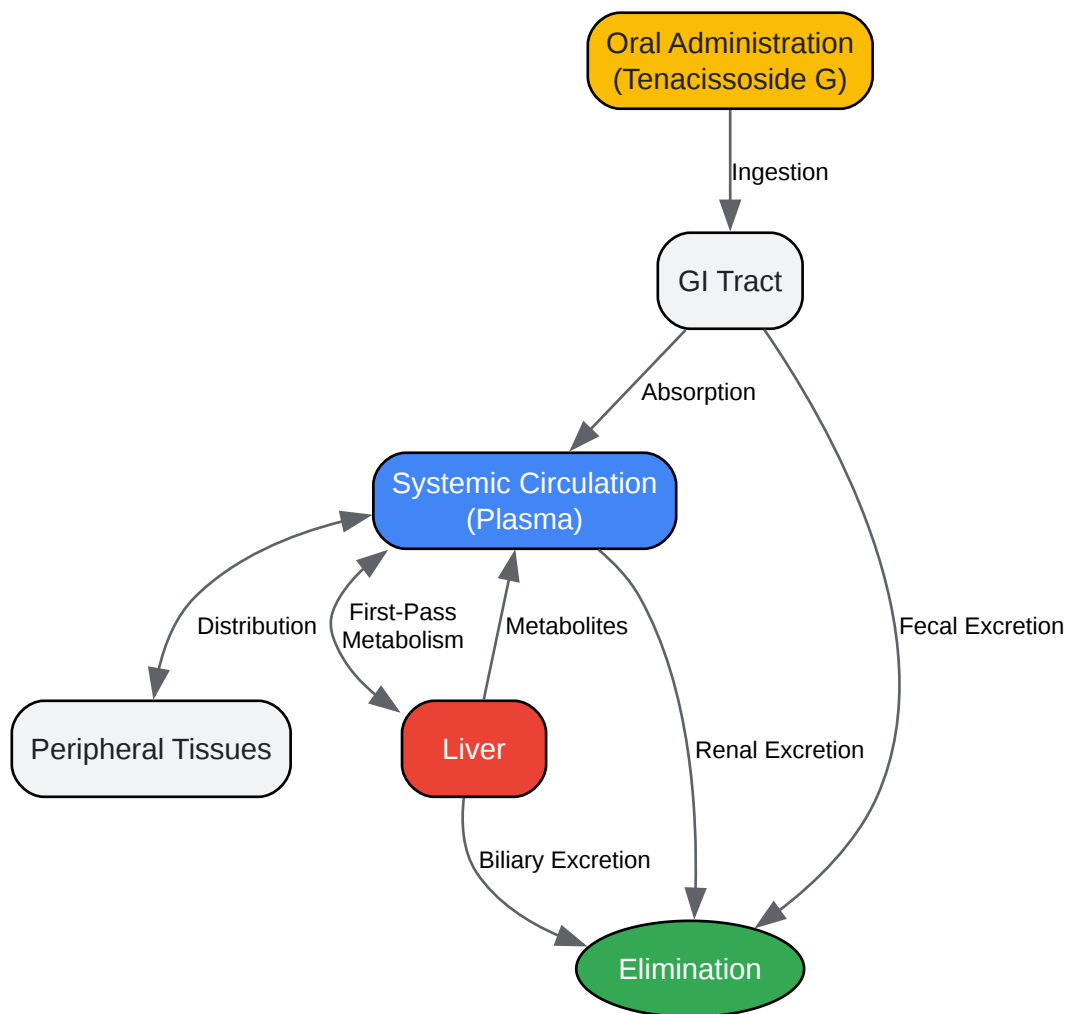 Oral Administration
(Tenacissoside G)
Ingestion
GI Tract
Absorption
Systemic Circulation
(Plasma)
Distribution
First-Pass
Metabolism
Metabolites
Fecal Excretion
Peripheral Tissues
Liver
Renal Excretion
Biliary Excretion
Elimination